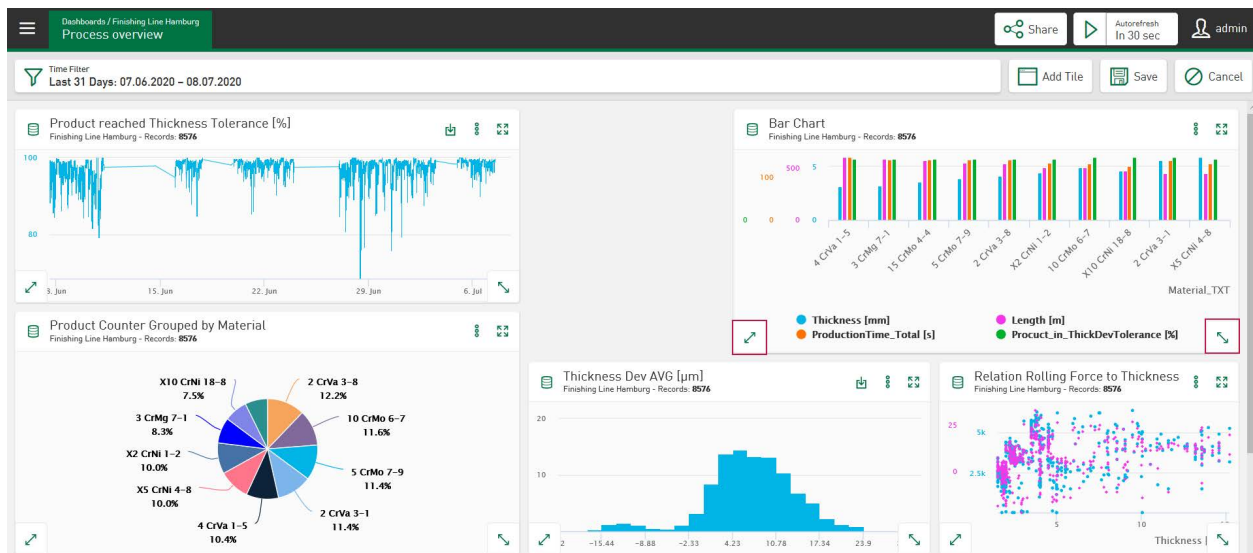 Dashboards / Finishing Line Hamburg
Process overview
Share
Autorefresh
In 30 sec
admin
Time Filter
Last 31 Days: 07.06.2020 – 08.07.2020
Add Tile
Save
Cancel
Product reached Thickness Tolerance [%]
Finishing Line Hamburg - Records: 8576
100
80
15. Jun
22. Jun
29. Jun
6. Jul
Bar Chart
Finishing Line Hamburg - Records: 8576
500 5
100
0 0 0 0
4 CrVa 1-5
3 CrMg 7-1
15 CrMo 4-4
5 CrMo 7-9
2 CrVa 3-8
X2 CrNi 1-2
10 CrMo 6-7
X10 CrNi 18-8
2 CrVa 3-1
X5 CrNi 4-8
Material_TXT
Thickness [mm]
Length [m]
ProductionTime_Total [s]
Procuct_in_ThickDevTolerance [%]
Product Counter Grouped by Material
Finishing Line Hamburg - Records: 8576
X10 CrNi 18-8
7.5%
2 CrVa 3-8
12.2%
3 CrMg 7-1
8.3%
10 CrMo 6-7
11.6%
X2 CrNi 1-2
10.0%
5 CrMo 7-9
11.4%
X5 CrNi 4-8
10.0%
2 CrVa 3-1
11.4%
4 CrVa 1-5
10.4%
Thickness Dev AVG [µm]
Finishing Line Hamburg - Records: 8576
20
10
-15.44
-8.88
-2.33
4.23
10.78
17.34
23.9
Relation Rolling Force to Thickness
Finishing Line Hamburg - Records: 8576
25
5k
0
2.5k
5
10
Thickness [